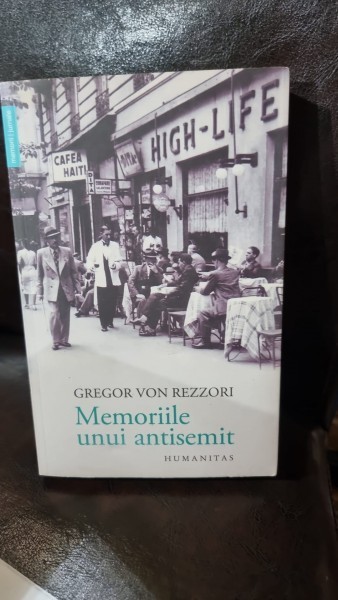 HIGH-LIFE
CAFEA
HAITI
GREGOR VON REZZORI
Memoriile
unui antisemit
HUMANITAS